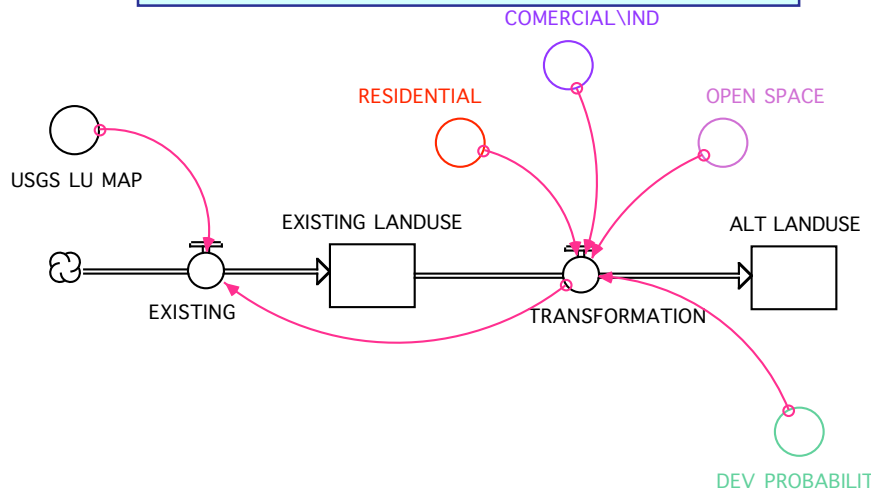 COMERCIAL\IND
RESIDENTIAL
OPEN SPACE
USGS LU MAP
EXISTING LANDUSE
ALT LANDUSE
EXISTING
TRANSFORMATION
DEV PROBABILIT